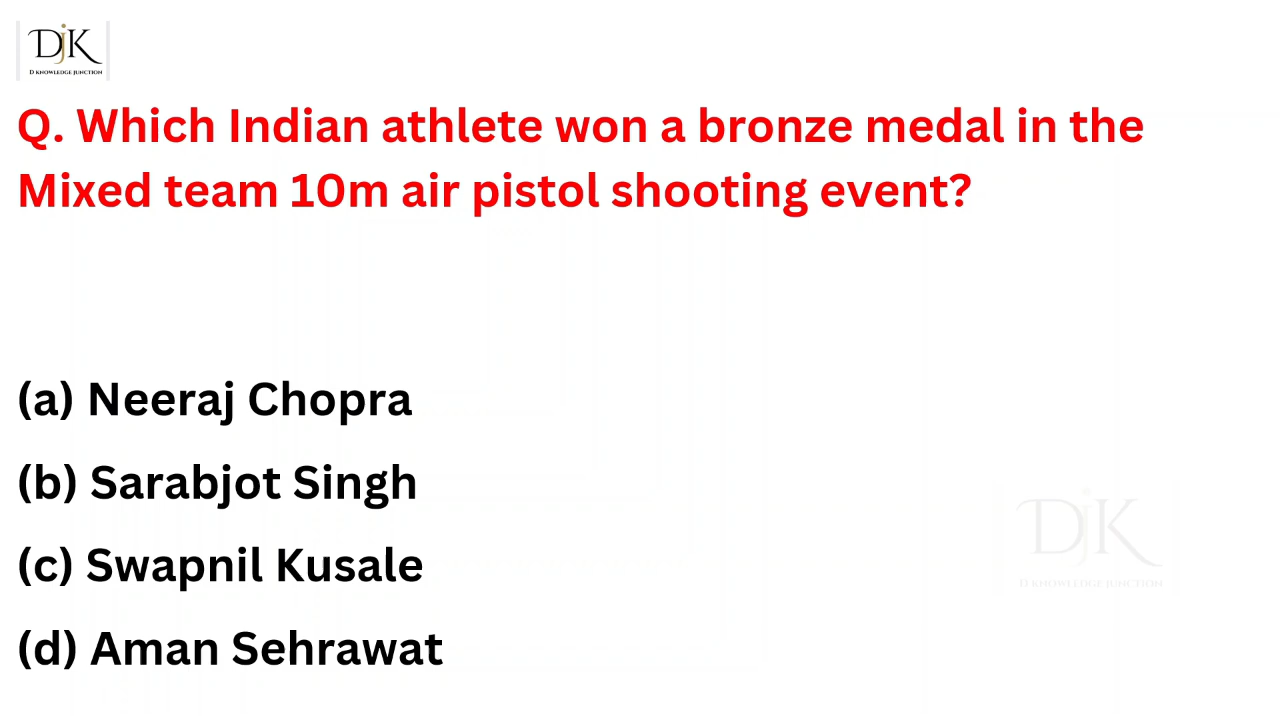 DjK
D KNOWLEDGE JUNCTION
Q. Which Indian athlete won a bronze medal in the
Mixed team 10m air pistol shooting event?
(a) Neeraj Chopra
(b) Sarabjot Singh
(c) Swapnil Kusale
(d) Aman Sehrawat
DjK
D KNOWLEDGE JUNCTION